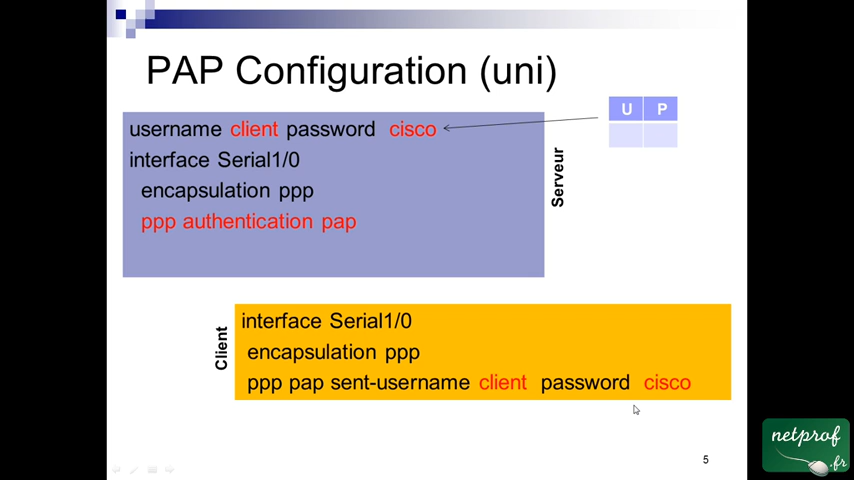 PAP Configuration (uni)
username client password cisco
interface Serial1/0
encapsulation ppp
ppp authentication pap
U P
Serveur
Client
interface Serial1/0
encapsulation ppp
ppp pap sent-username client password cisco
5
netprof
.fr